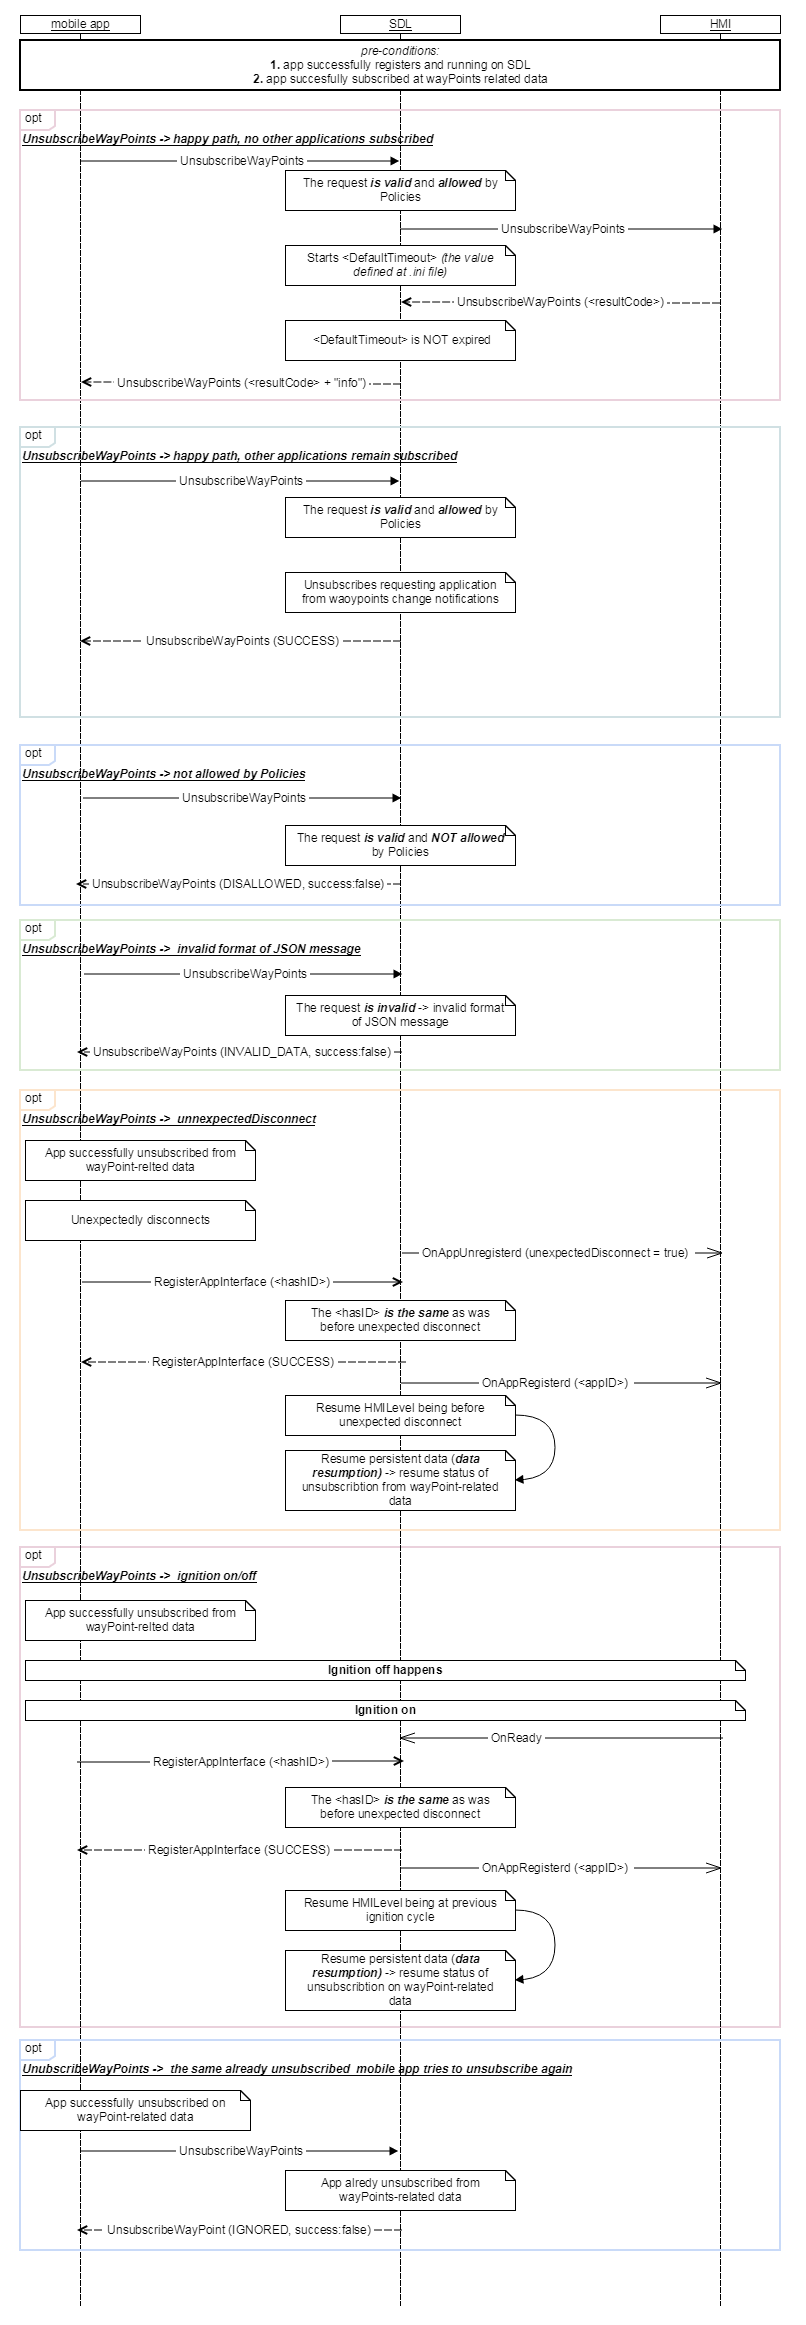 mobile app
SDL
HMI
pre-conditions:
1. app successfully registers and running on SDL
2. app succesfully subscribed at wayPoints related data
opt
UnsubscribeWayPoints -> happy path, no other applications subscribed
UnsubscribeWayPoints
The request is valid and allowed by
Policies
UnsubscribeWayPoints
Starts <DefaultTimeout> (the value
defined at .ini file)
UnsubscribeWayPoints (<resultCode>)
<DefaultTimeout> is NOT expired
UnsubscribeWayPoints (<resultCode> + "info")
opt
UnsubscribeWayPoints -> happy path, other applications remain subscribed
UnsubscribeWayPoints
The request is valid and allowed by
Policies
Unsubscribes requesting application
from waoypoints change notifications
UnsubscribeWayPoints (SUCCESS)
opt
UnsubscribeWayPoints -> not allowed by Policies
UnsubscribeWayPoints
The request is valid and NOT allowed
by Policies
UnsubscribeWayPoints (DISALLOWED, success:false)
opt
UnsubscribeWayPoints -> invalid format of JSON message
UnsubscribeWayPoints
The request is invalid -> invalid format
of JSON message
UnsubscribeWayPoints (INVALID_DATA, success:false)
opt
UnsubscribeWayPoints -> unnexpectedDisconnect
App successfully unsubscribed from
wayPoint-relted data
Unexpectedly disconnects
OnAppUnregisterd (unexpectedDisconnect = true)
RegisterAppInterface (<hashID>)
The <hasID> is the same as was
before unexpected disconnect
RegisterAppInterface (SUCCESS)
OnAppRegisterd (<appID>)
Resume HMILevel being before
unexpected disconnect
Resume persistent data (data
resumption) -> resume status of
unsubscribtion from wayPoint-related
data
opt
UnsubscribeWayPoints -> ignition on/off
App successfully unsubscribed from
wayPoint-relted data
Ignition off happens
Ignition on
OnReady
RegisterAppInterface (<hashID>)
The <hasID> is the same as was
before unexpected disconnect
RegisterAppInterface (SUCCESS)
OnAppRegisterd (<appID>)
Resume HMILevel being at previous
ignition cycle
Resume persistent data (data
resumption) -> resume status of
unsubscribtion on wayPoint-related
data
opt
UnubscribeWayPoints -> the same already unsubscribed mobile app tries to unsubscribe again
App successfully unsubscribed on
wayPoint-related data
UnsubscribeWayPoints
App alredy unsubscribed from
wayPoints-related data
UnsubscribeWayPoint (IGNORED, success:false)